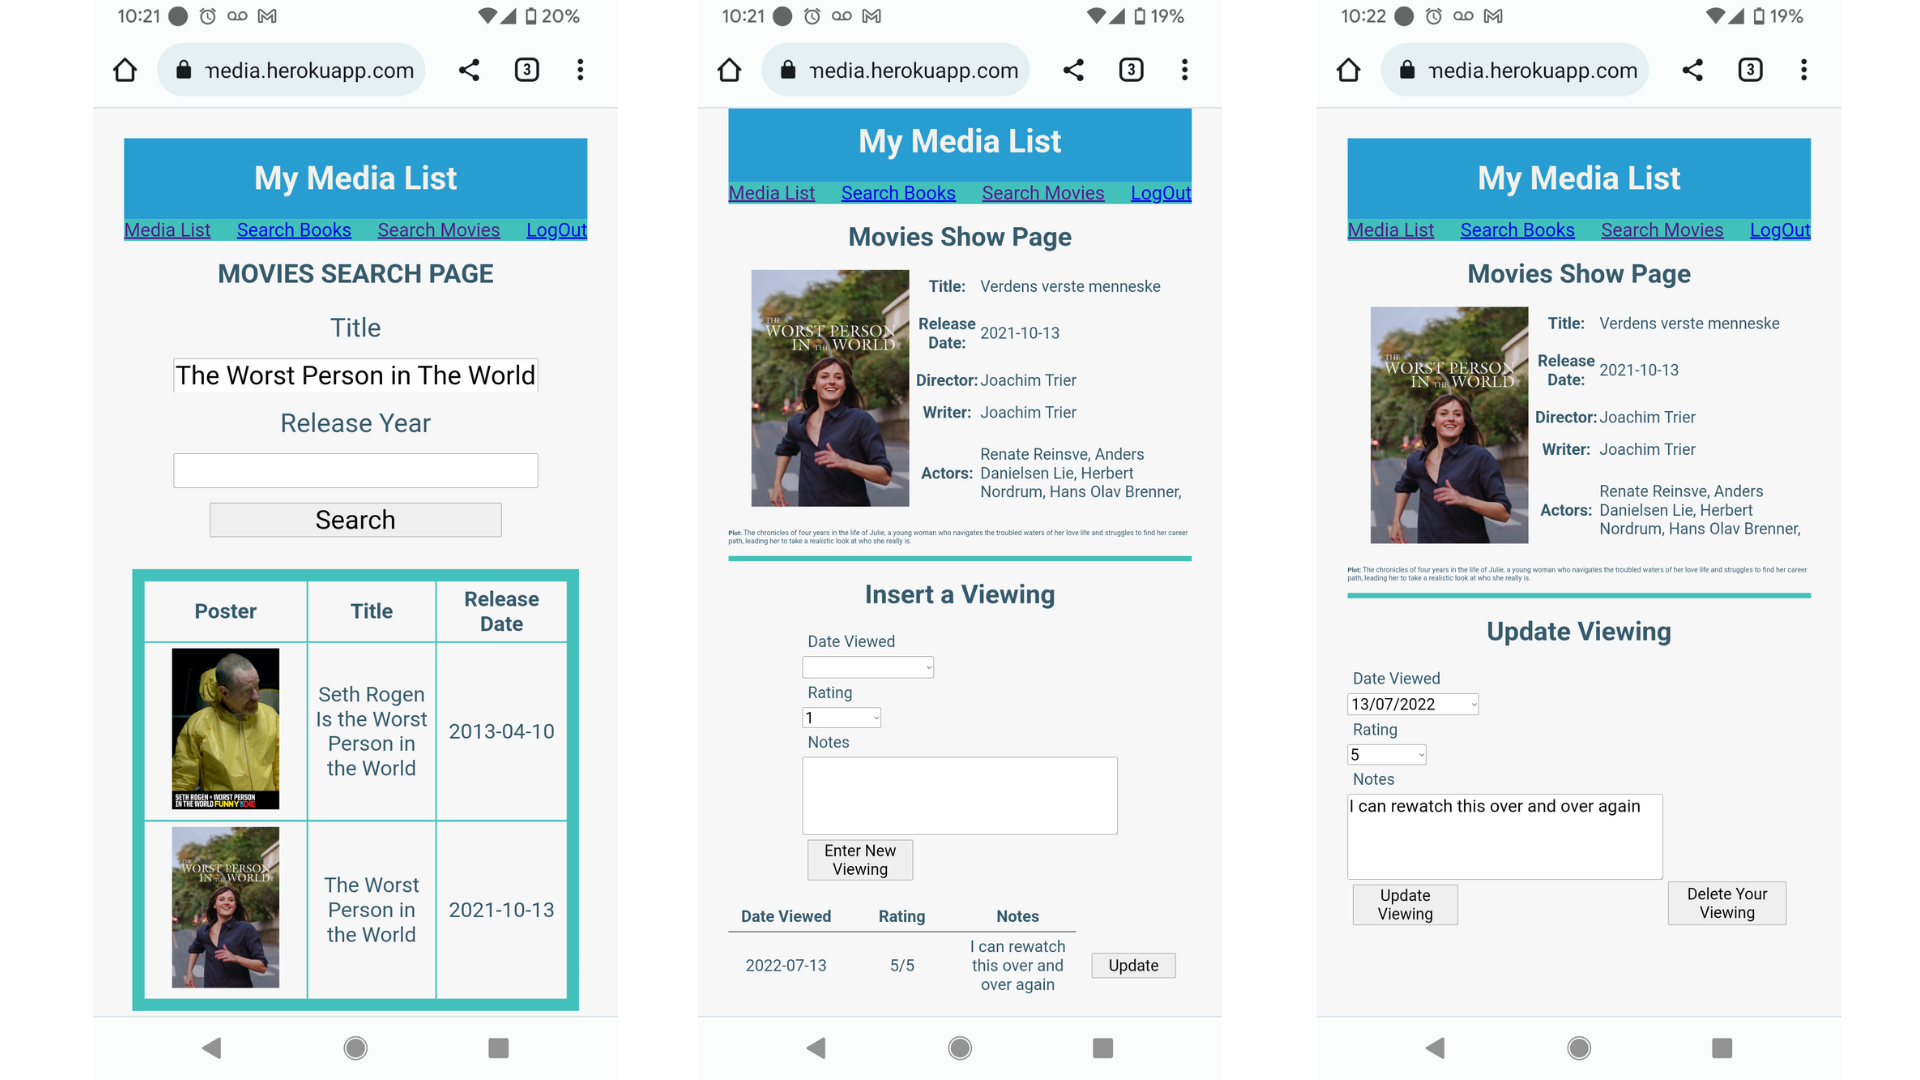 10:21
20%
media.herokuapp.com
3
My Media List
Media List Search Books Search Movies LogOut
MOVIES SEARCH PAGE
Title
The Worst Person in The World
Release Year
Search
Poster Title Release
Date
SETH ROGEN
WORST PERSON
IN THE WORLD FUNNY DIE
Seth Rogen
Is the Worst
Person in
the World
2013-04-10
WORST PERSON
IN THE WORLD
The Worst
Person in
the World
2021-10-13
10:21
19%
media.herokuapp.com
3
My Media List
Media List Search Books Search Movies LogOut
Movies Show Page
THE
WORST PERSON
IN THE WORLD
Title: Verdens verste menneske
Release
Date: 2021-10-13
Director: Joachim Trier
Writer: Joachim Trier
Actors: Renate Reinsve, Anders
Danielsen Lie, Herbert
Nordrum, Hans Olav Brenner,
Plot: The chronicles of four years in the life of Julie, a young woman who navigates the troubled waters of her love life and struggles to find her career
path, leading her to take a realistic look at who she really is.
Insert a Viewing
Date Viewed
Rating
1
Notes
Enter New
Viewing
Date Viewed Rating Notes
2022-07-13 5/5 I can rewatch
this over and
over again
Update
10:22
19%
media.herokuapp.com
3
My Media List
Media List Search Books Search Movies LogOut
Movies Show Page
THE
WORST PERSON
IN THE WORLD
Title: Verdens verste menneske
Release
Date: 2021-10-13
Director: Joachim Trier
Writer: Joachim Trier
Actors: Renate Reinsve, Anders
Danielsen Lie, Herbert
Nordrum, Hans Olav Brenner,
Plot: The chronicles of four years in the life of Julie, a young woman who navigates the troubled waters of her love life and struggles to find her career
path, leading her to take a realistic look at who she really is.
Update Viewing
Date Viewed
13/07/2022
Rating
5
Notes
I can rewatch this over and over again
Update
Viewing
Delete Your
Viewing